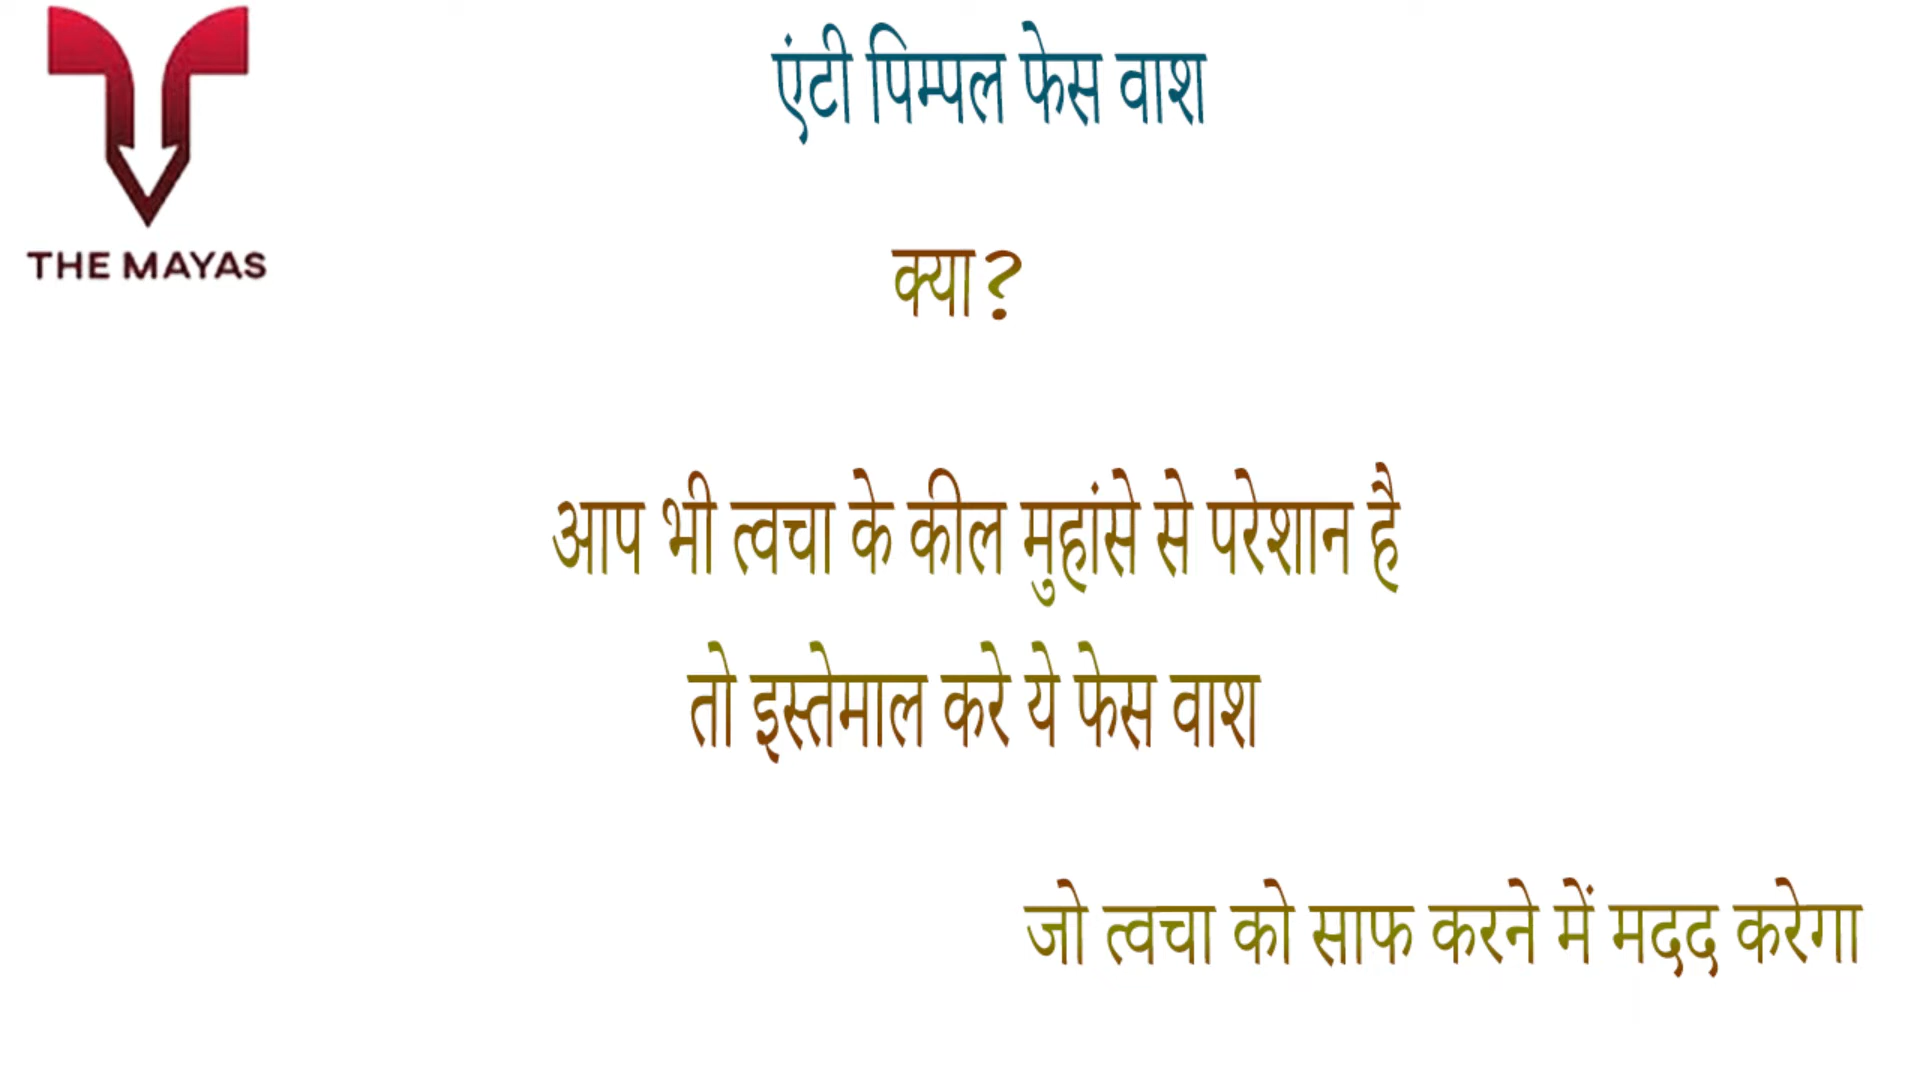 THE MAYAS
एंटी पिम्पल फेस वाश
क्या?
आप भी त्वचा के कील मुहांसे से परेशान है
तो इस्तेमाल करे ये फेस वाश
जो त्वचा को साफ करने में मदद करेगा